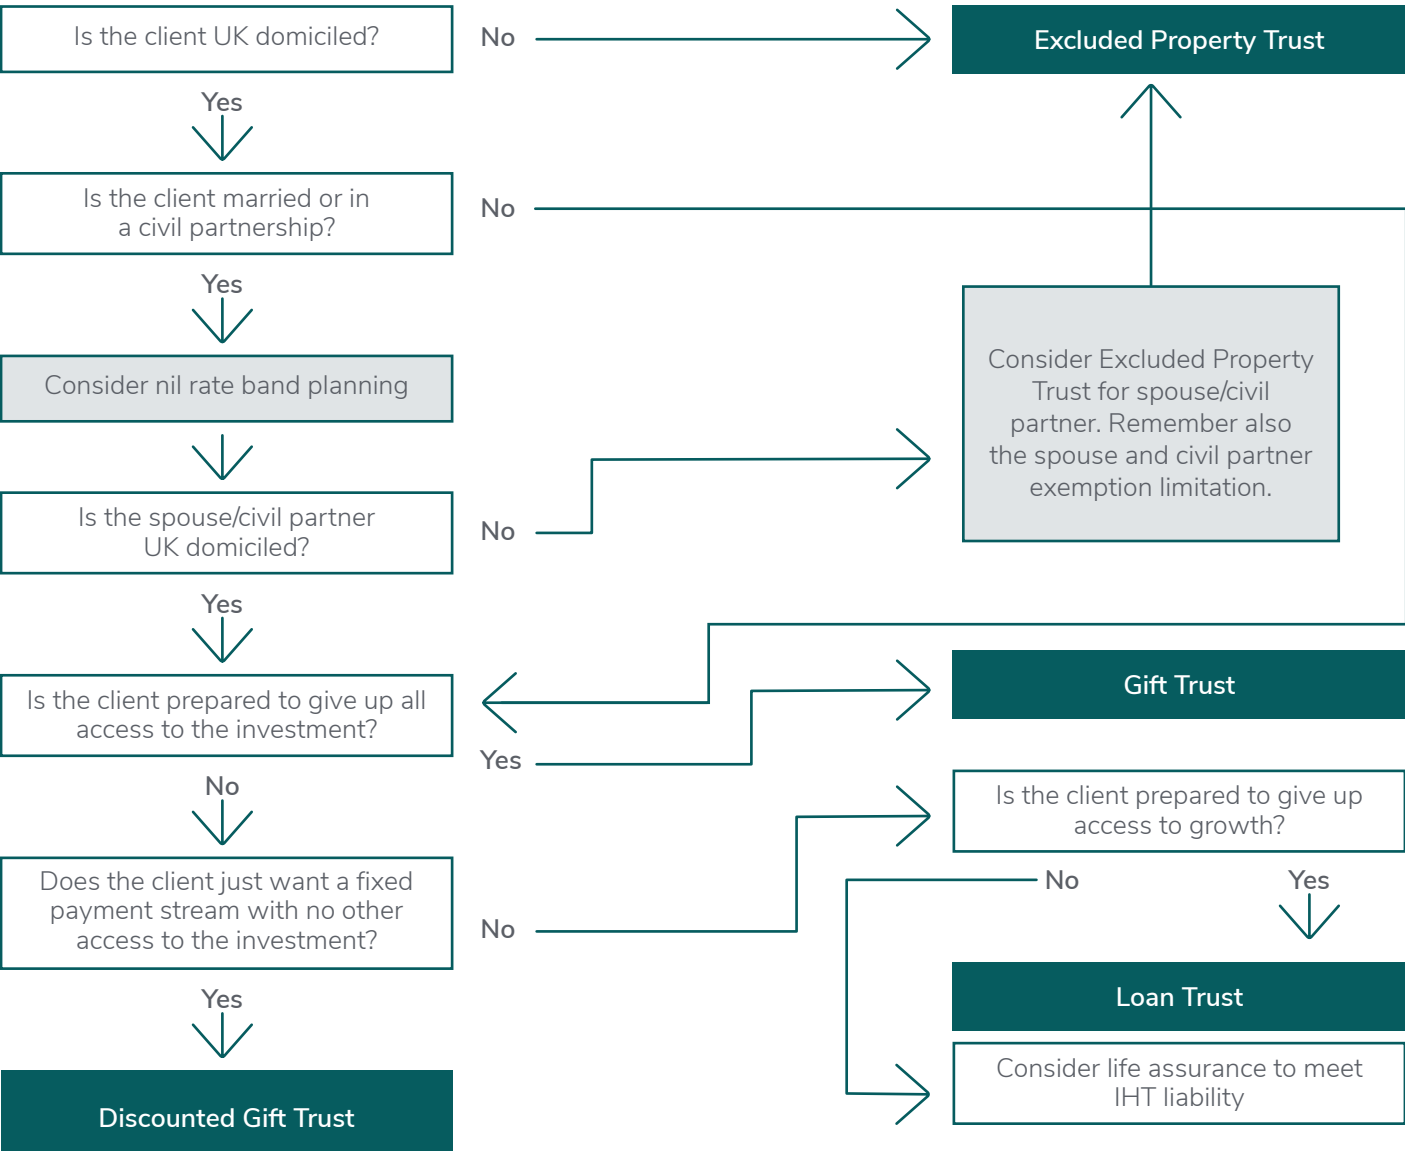 Is the client UK domiciled?
No
Excluded Property Trust
Yes
Is the client married or in
a civil partnership?
No
Yes
Consider nil rate band planning
Consider Excluded Property
Trust for spouse/civil
partner. Remember also
the spouse and civil partner
exemption limitation.
Is the spouse/civil partner
UK domiciled?
No
Yes
Is the client prepared to give up all
access to the investment?
Yes
Gift Trust
No
Is the client prepared to give up
access to growth?
Does the client just want a fixed
payment stream with no other
access to the investment?
No
No
Yes
Loan Trust
Yes
Consider life assurance to meet
IHT liability
Discounted Gift Trust